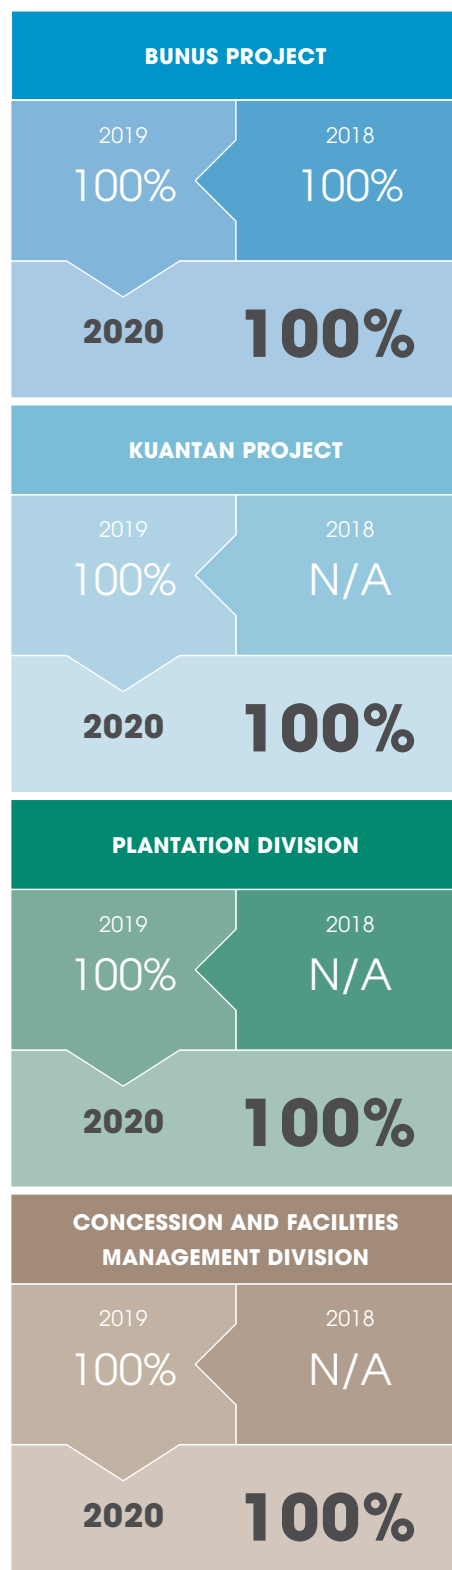 BUNUS PROJECT
2019
100%
2018
100%
2020
100%
KUANTAN PROJECT
2019
100%
2018
N/A
2020
100%
PLANTATION DIVISION
2019
100%
2018
N/A
2020
100%
CONCESSION AND FACILITIES
MANAGEMENT DIVISION
2019
100%
2018
N/A
2020
100%